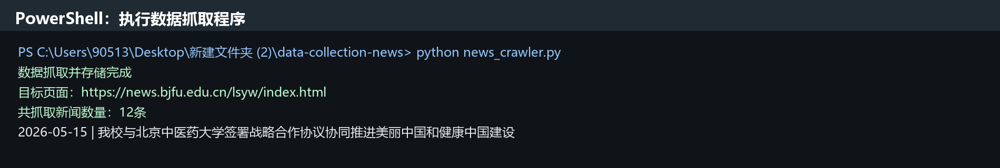 PowerShell：执行数据抓取程序
PS C:\Users\90513\Desktop\新建文件夹 (2)\data-collection-news> python news_crawler.py
数据抓取并存储完成
目标页面：https://news.bjfu.edu.cn/lsyw/index.html
共抓取新闻数量：12条
2026-05-15 | 我校与北京中医药大学签署战略合作协议协同推进美丽中国和健康中国建设